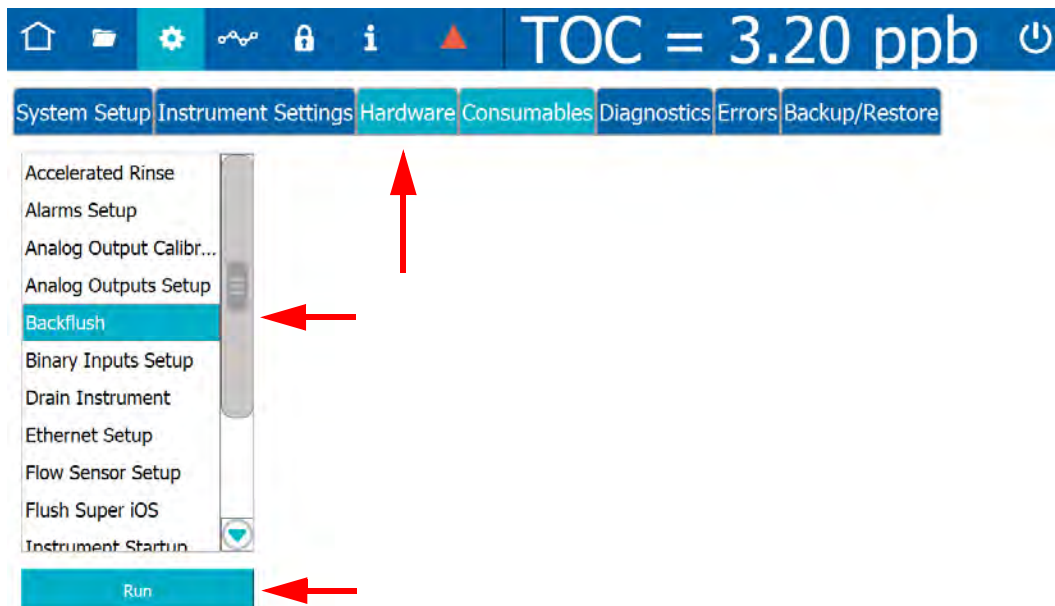 TOC = 3.20 ppb
System Setup Instrument Settings Hardware Consumables Diagnostics Errors Backup/Restore
Accelerated Rinse
Alarms Setup
Analog Output Calibr...
Analog Outputs Setup
Backflush
Binary Inputs Setup
Drain Instrument
Ethernet Setup
Flow Sensor Setup
Flush Super iOS
Instrument Startup
Run